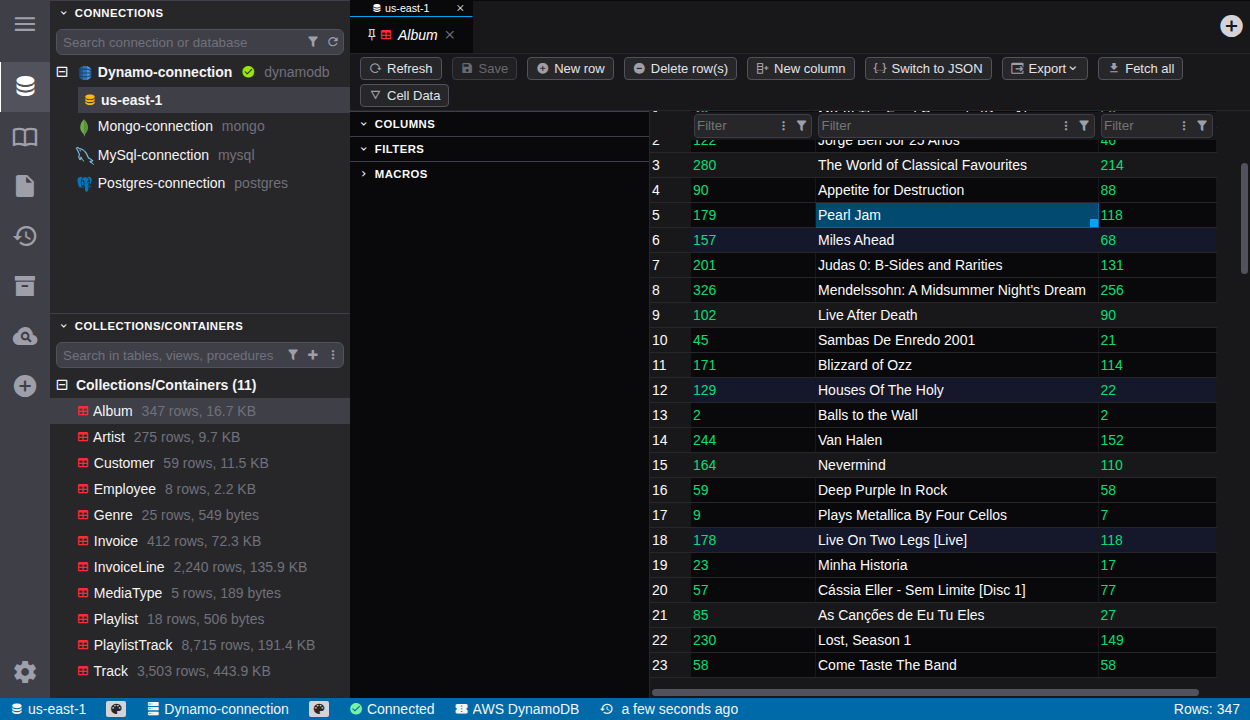 CONNECTIONS
Search connection or database
Dynamo-connection dynamodb
us-east-1
Mongo-connection mongo
MySql-connection mysql
Postgres-connection postgres
COLLECTIONS/CONTAINERS
Search in tables, views, procedures
Collections/Containers (11)
Album 347 rows, 16.7 KB
Artist 275 rows, 9.7 KB
Customer 59 rows, 11.5 KB
Employee 8 rows, 2.2 KB
Genre 25 rows, 549 bytes
Invoice 412 rows, 72.3 KB
InvoiceLine 2,240 rows, 135.9 KB
MediaType 5 rows, 189 bytes
Playlist 18 rows, 506 bytes
PlaylistTrack 8,715 rows, 191.4 KB
Track 3,503 rows, 443.9 KB
us-east-1
Album
Refresh Save New row Delete row(s) New column Switch to JSON Export Fetch all
Cell Data
COLUMNS
FILTERS
MACROS
Filter Filter Filter
2 122 Jorge Ben Jor 25 Anos 46
3 280 The World of Classical Favourites 214
4 90 Appetite for Destruction 88
5 179 Pearl Jam 118
6 157 Miles Ahead 68
7 201 Judas 0: B-Sides and Rarities 131
8 326 Mendelssohn: A Midsummer Night's Dream 256
9 102 Live After Death 90
10 45 Sambas De Enredo 2001 21
11 171 Blizzard of Ozz 114
12 129 Houses Of The Holy 22
13 2 Balls to the Wall 2
14 244 Van Halen 152
15 164 Nevermind 110
16 59 Deep Purple In Rock 58
17 9 Plays Metallica By Four Cellos 7
18 178 Live On Two Legs [Live] 118
19 23 Minha Historia 17
20 57 Cássia Eller - Sem Limite [Disc 1] 77
21 85 As Canções de Eu Tu Eles 27
22 230 Lost, Season 1 149
23 58 Come Taste The Band 58
us-east-1 Dynamo-connection Connected AWS DynamoDB a few seconds ago Rows: 347